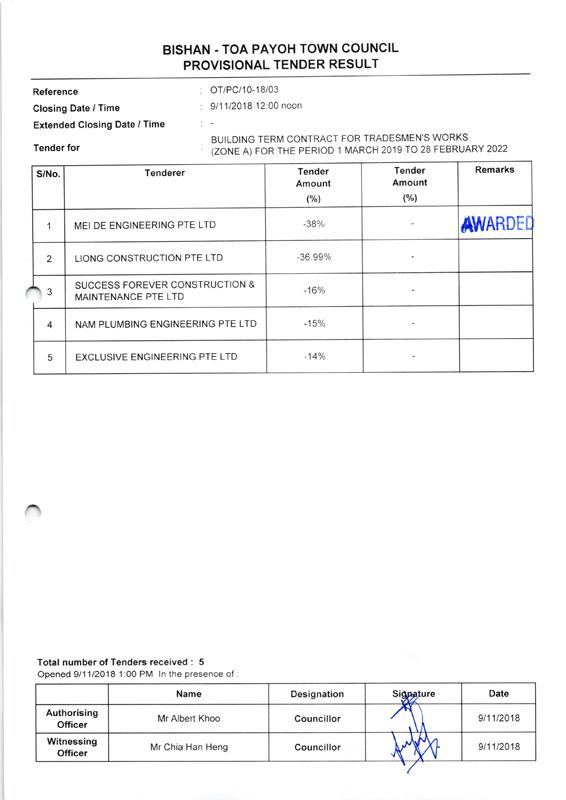 BISHAN - TOA PAYOH TOWN COUNCIL
PROVISIONAL TENDER RESULT
Reference : OT/PC/10-18/03
Closing Date / Time : 9/11/2018 12:00 noon
Extended Closing Date / Time : -
Tender for : BUILDING TERM CONTRACT FOR TRADESMEN'S WORKS
(ZONE A) FOR THE PERIOD 1 MARCH 2019 TO 28 FEBRUARY 2022
S/No. Tenderer Tender Tender Remarks
Amount Amount
(%) (%)
1 MEI DE ENGINEERING PTE LTD -38% - AWARDED
2 LIONG CONSTRUCTION PTE LTD -36.99% -
3 SUCCESS FOREVER CONSTRUCTION & -16% -
MAINTENANCE PTE LTD
4 NAM PLUMBING ENGINEERING PTE LTD -15% -
5 EXCLUSIVE ENGINEERING PTE LTD -14% -
Total number of Tenders received : 5
Opened 9/11/2018 1:00 PM In the presence of :
Name Designation Signature Date
Authorising Mr Albert Khoo Councillor 9/11/2018
Officer
Witnessing Mr Chia Han Heng Councillor 9/11/2018
Officer